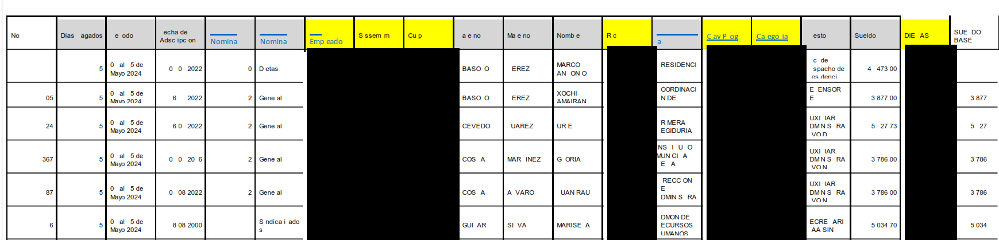 No Dias agados e odo echa de Adsc ipc on Nomina Nomina Emp eado S ssem m Cu p a e no Ma e no Nomb e R c a C av P og Ca ego ia esto Sueldo DIE AS SUE DO BASE
5 0 al 5 de Mayo 2024 0 0 2022 0 D etas BASO O EREZ MARCO AN ON O RESIDENCI c de spacho de es denci 4 473 00
05 5 0 al 5 de Mayo 2024 6 2022 2 Gene al BASO O EREZ XOCHI AMAIRAN OORDINACI N DE E ENSOR E 3 877 00 3 877
24 5 0 al 5 de Mayo 2024 6 0 2022 2 Gene al CEVEDO UAREZ UR E R MERA EGIDURIA UXI IAR DM N S RA VO D 5 27 73 5 27
367 5 0 al 5 de Mayo 2024 0 0 20 6 2 Gene al COS A MAR INEZ G ORIA NS I U O MUN CI A E A UXI IAR DM N S RA VO N 3 786 00 3 786
87 5 0 al 5 de Mayo 2024 0 08 2022 2 Gene al COS A A VARO UAN RAU RECC ON E DMIN S RA UXI IAR DM N S RA VO N 3 786 00 3 786
6 5 0 al 5 de Mayo 2024 8 08 2000 S ndica i ado s GUI AR SI VA MARISE A DMON DE ECURSOS UMANOS ECRE ARI AA SIN 5 034 70 5 034